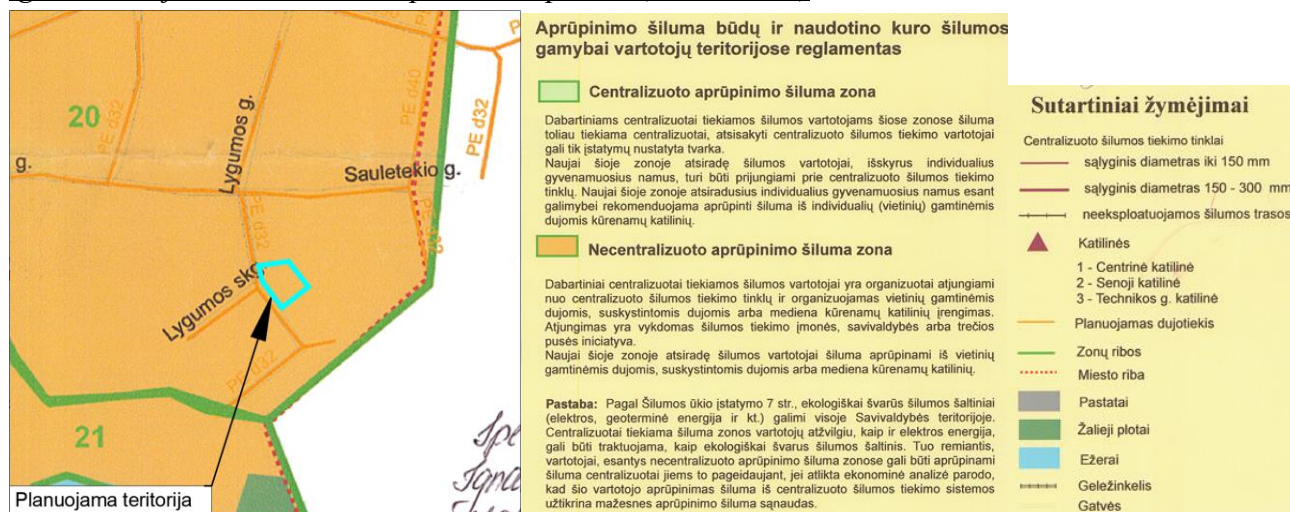 20
PE d32
Lygumos g.
PE d40
PE d32
g.
Sauletekio g.
PE d32
Lygumos skg.
PE d32
21
Planuojama teritorija
Aprūpinimo šiluma būdų ir naudotino kuro šilumos
gamybai vartotojų teritorijose reglamentas
Centralizuoto aprūpinimo šiluma zona
Dabartiniams centralizuotai tiekiamos šilumos vartotojams šiose zonose šiluma
toliau tiekiama centralizuotai, atsisakyti centralizuoto šilumos tiekimo vartotojai
gali tik įstatymų nustatyta tvarka.
Naujai šioje zonoje atsiradę šilumos vartotojai, išskyrus individualius
gyvenamuosius namus, turi būti prijungiami prie centralizuoto šilumos tiekimo
tinklų. Naujai šioje zonoje atsiradusius individualius gyvenamuosius namus esant
galimybei rekomenduojama aprūpinti šiluma iš individualių (vietinių) gamtinėmis
dujomis kūrenamų katilinių.
Necentralizuoto aprūpinimo šiluma zona
Dabartiniai centralizuotai tiekiamos šilumos vartotojai yra organizuotai atjungiami
nuo centralizuoto šilumos tiekimo tinklų ir organizuojamas vietinių gamtinėmis
dujomis, suskystintomis dujomis arba mediena kūrenamų katilinių įrengimas.
Atjungimas yra vykdomas šilumos tiekimo įmonės, savivaldybės arba trečios
pusės iniciatyva.
Naujai šioje zonoje atsiradę šilumos vartotojai šiluma aprūpinami iš vietinių
gamtinėmis dujomis, suskystintomis dujomis arba mediena kūrenamų katilinių.
Pastaba: Pagal Šilumos ūkio įstatymo 7 str., ekologiškai švarūs šilumos šaltiniai
(elektros, geoterminė energija ir kt.) galimi visoje Savivaldybės teritorijoje.
Centralizuotai tiekiama šiluma zonos vartotojų atžvilgiu, kaip ir elektros energija,
gali būti traktuojama, kaip ekologiškai švarus šilumos šaltinis. Tuo remiantis,
vartotojai, esantys necentralizuoto aprūpinimo šiluma zonose gali būti aprūpinami
šiluma centralizuotai jiems to pageidaujant, jei atlikta ekonominė analizė parodo,
kad šio vartotojo aprūpinimas šiluma iš centralizuoto šilumos tiekimo sistemos
užtikrina mažesnes aprūpinimo šiluma sąnaudas.
Sutartiniai žymėjimai
Centralizuoto šilumos tiekimo tinklai
sąlyginis diametras iki 150 mm
sąlyginis diametras 150 - 300 mm
neeksploatuojamos šilumos trasos
Katilinės
1 - Centrinė katilinė
2 - Senoji katilinė
3 - Technikos g. katilinė
Planuojamas dujotiekis
Zonų ribos
Miesto riba
Pastatai
Žalieji plotai
Ežerai
Geležinkelis
Gatvės